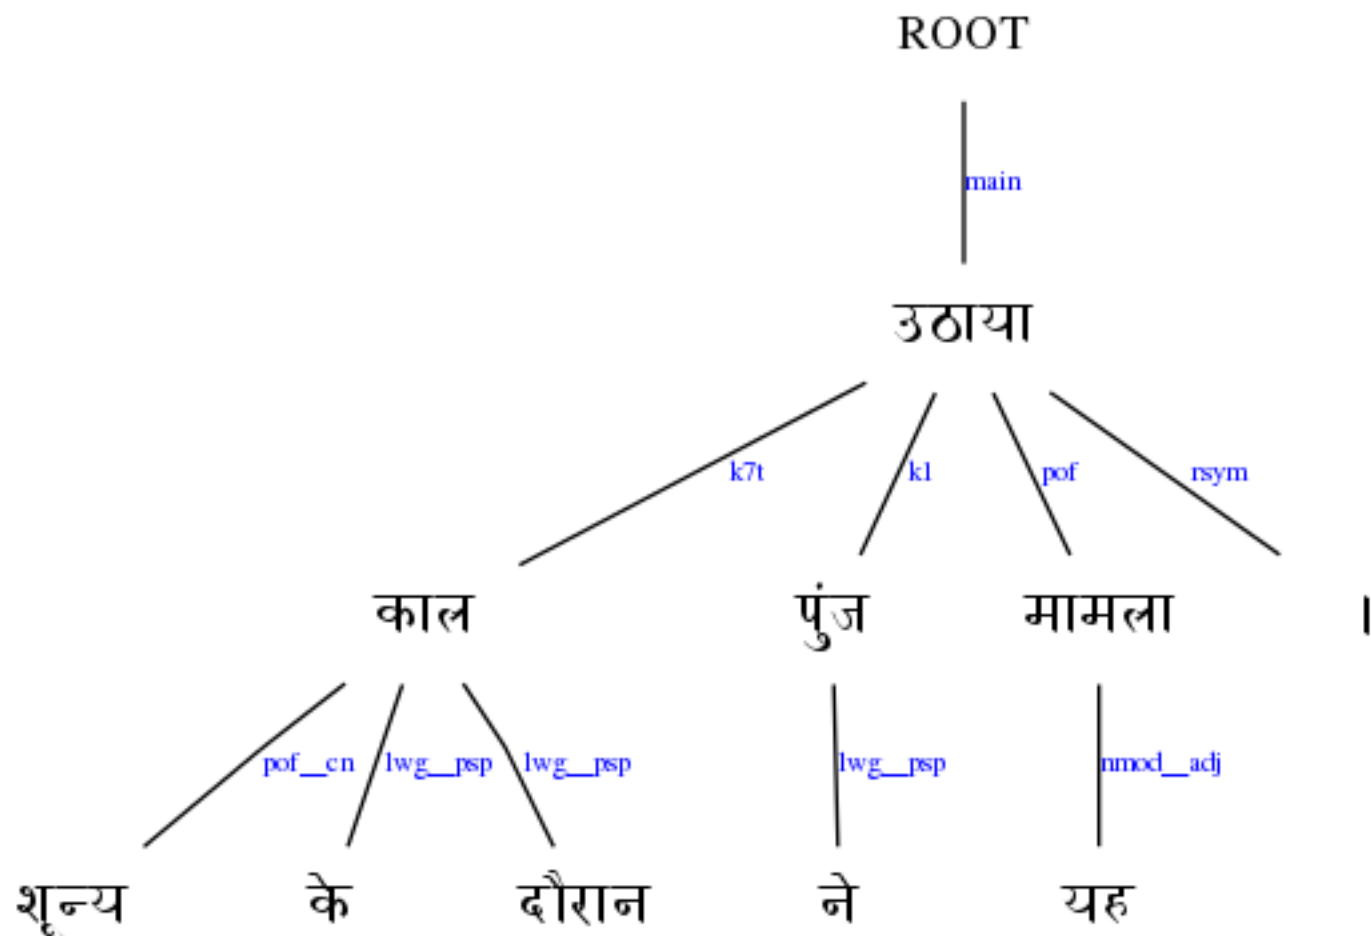 ROOT
main
उठाया
k7t k1 pof rsym
काल पुंज मामला ।
pof__cn lwg__psp lwg__psp lwg__psp nmod__adj
शून्य के दौरान ने यह